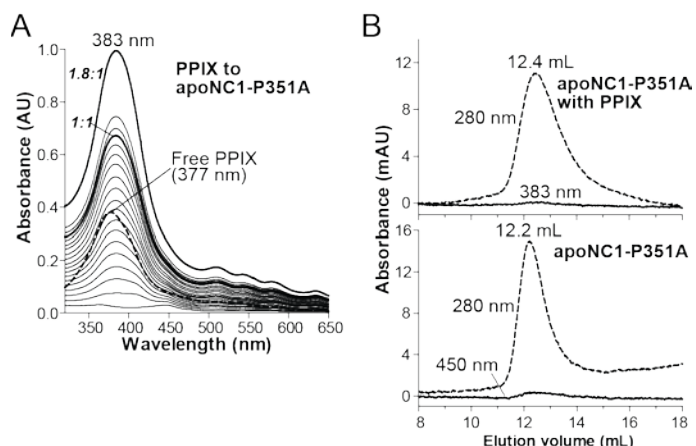 A
383 nm
1.0
1.8:1
PPIX to
apoNC1-P351A
0.8
1:1
0.6
Free PPIX
(377 nm)
0.4
0.2
0.0
Absorbance (AU)
350 400 450 500 550 600 650
Wavelength (nm)
B
12
12.4 mL
apoNC1-P351A
with PPIX
280 nm
8
4
383 nm
0
16
12.2 mL
apoNC1-P351A
12
280 nm
8
4
450 nm
0
Absorbance (mAU)
8 10 12 14 16 18
Elution volume (mL)